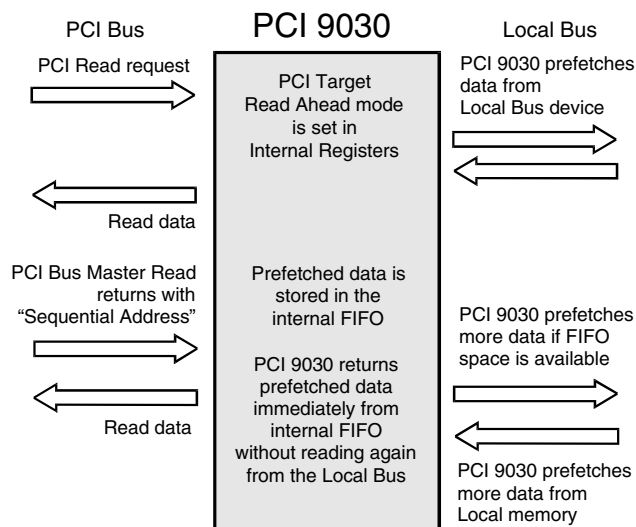 PCI Bus
PCI 9030
Local Bus
PCI Read request
PCI Target
Read Ahead mode
is set in
Internal Registers
PCI 9030 prefetches
data from
Local Bus device
Read data
PCI Bus Master Read
returns with
“Sequential Address”
Prefetched data is
stored in the
internal FIFO
PCI 9030 prefetches
more data if FIFO
space is available
PCI 9030 returns
prefetched data
immediately from
internal FIFO
without reading again
from the Local Bus
Read data
PCI 9030 prefetches
more data from
Local memory